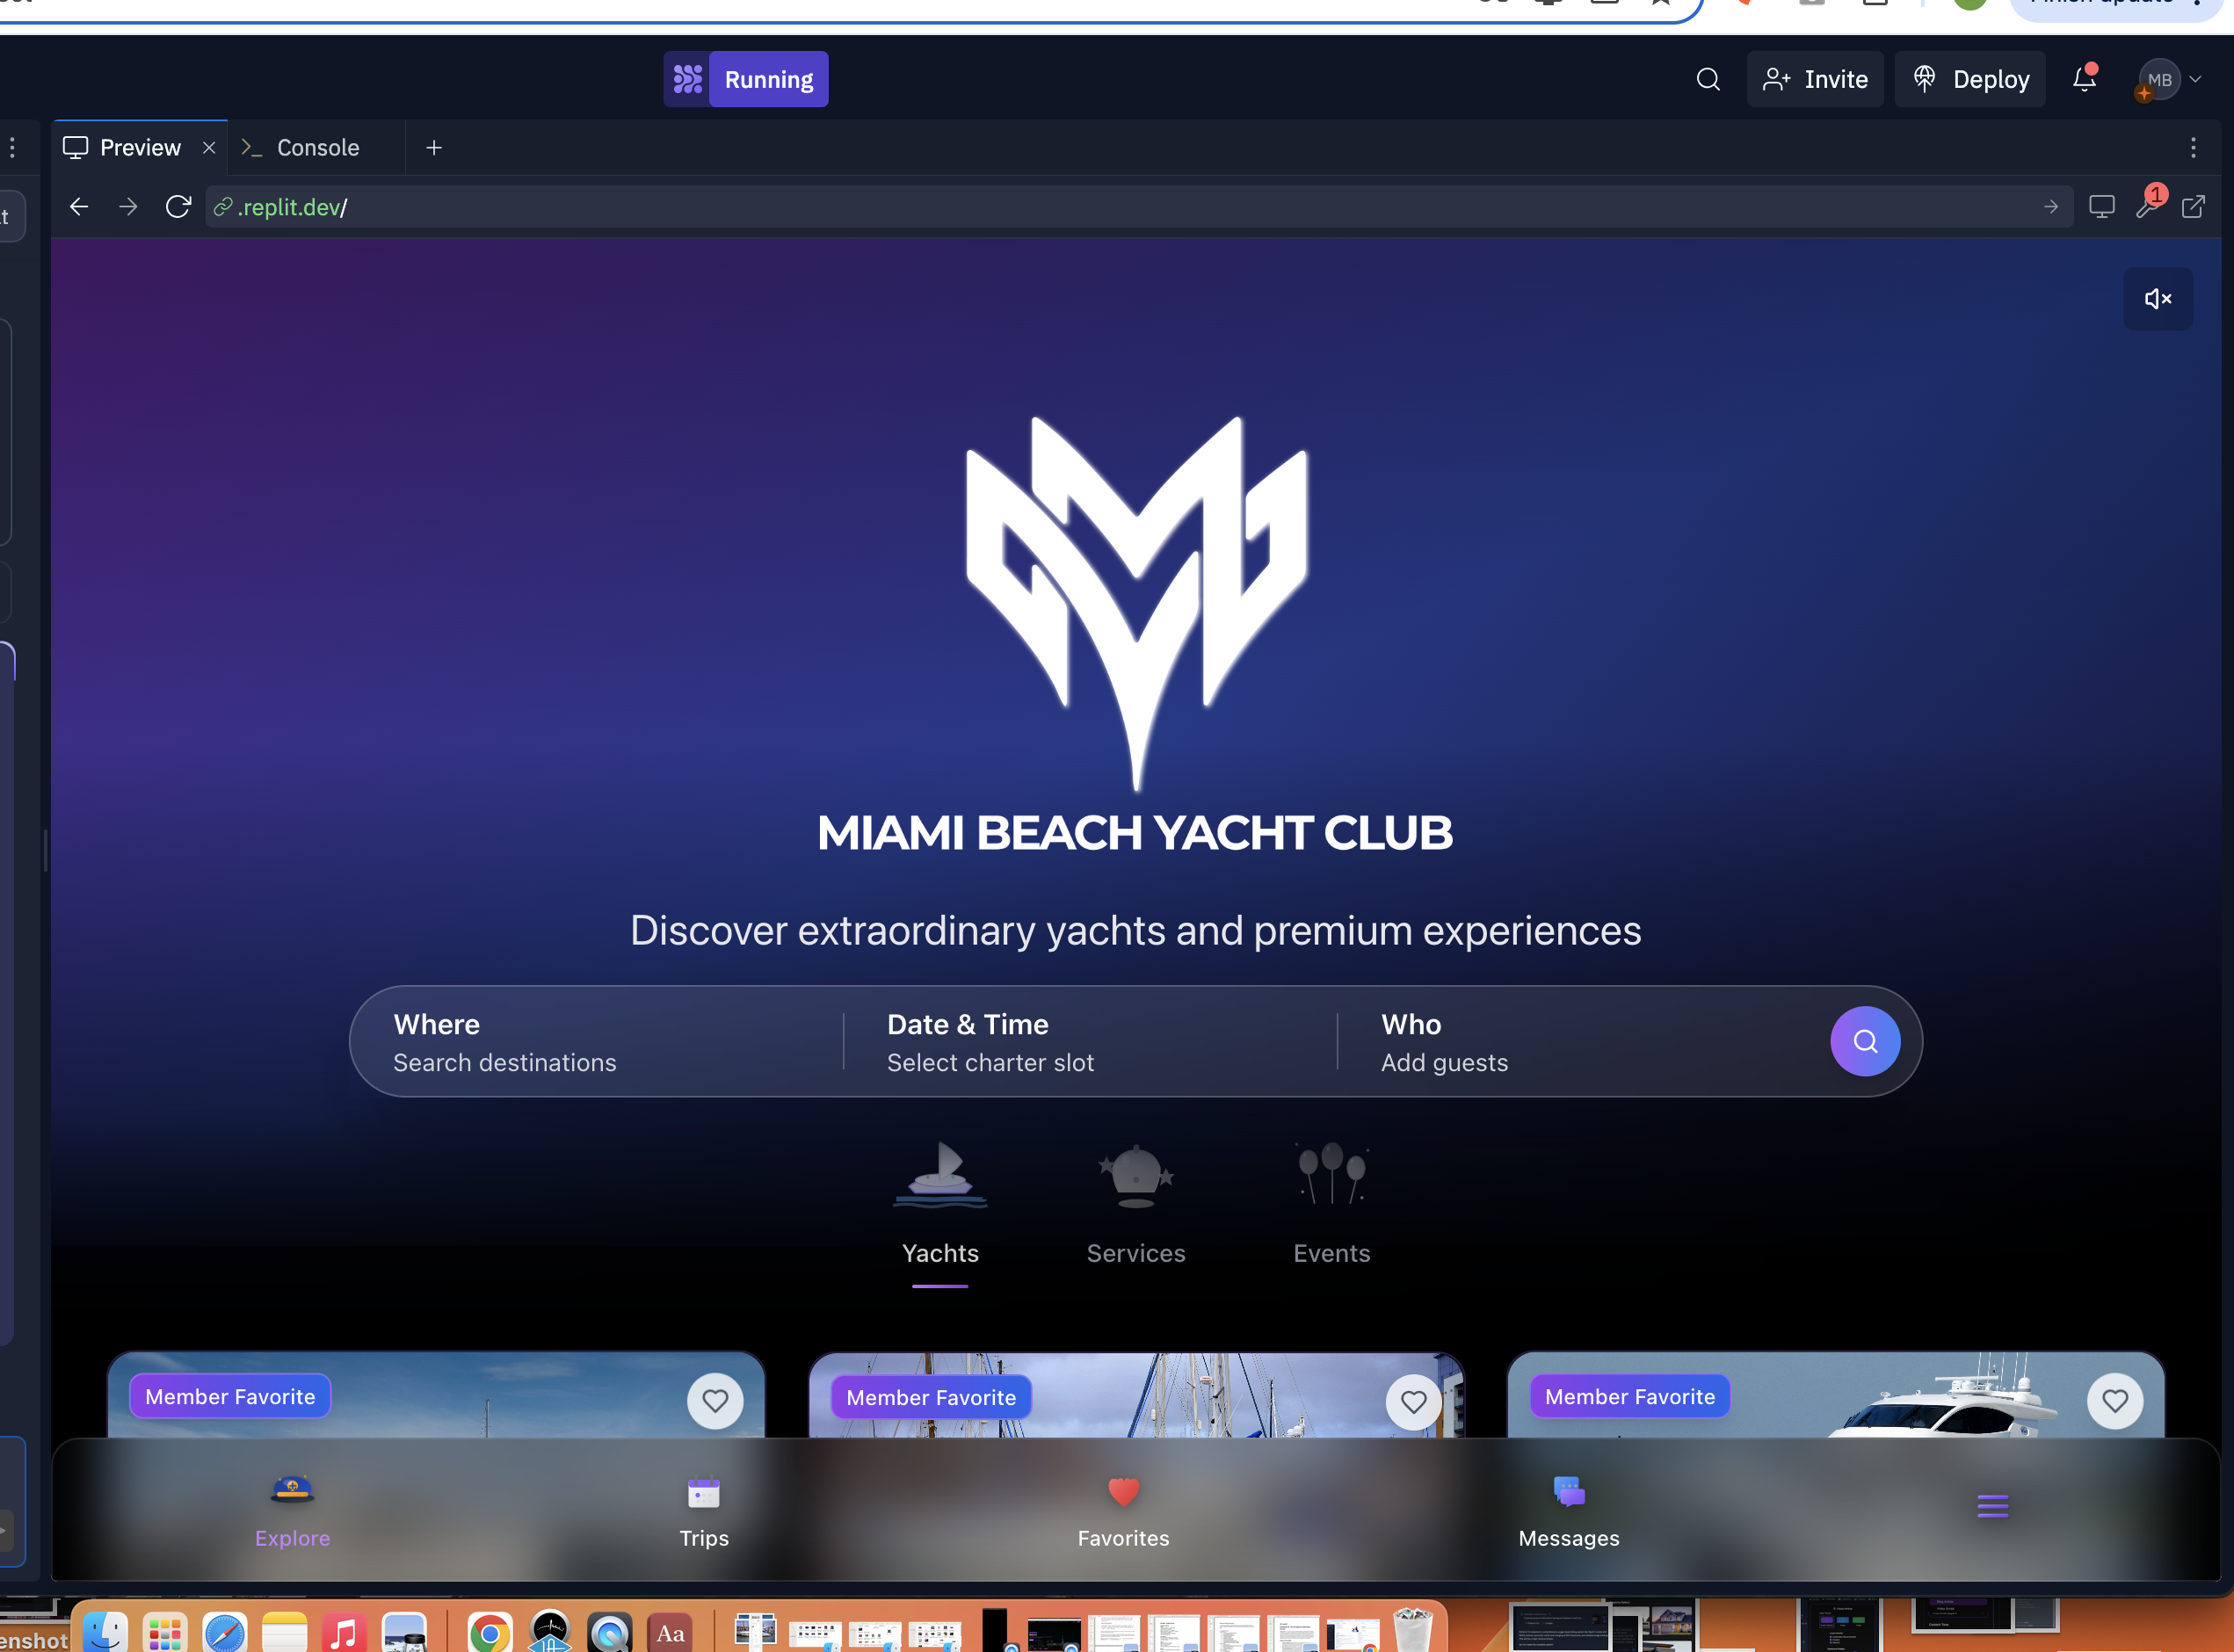 Running
Invite
Deploy
MB
Preview
Console
.replit.dev/
1
MIAMI BEACH YACHT CLUB
Discover extraordinary yachts and premium experiences
Where
Search destinations
Date & Time
Select charter slot
Who
Add guests
Yachts
Services
Events
Member Favorite
Member Favorite
Member Favorite
Explore
Trips
Favorites
Messages
Aa